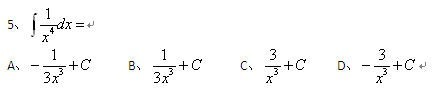 5、 ∫ 1/x⁴ dx = ↵
A、 − 1/(3x³) + C B、 1/(3x³) + C C、 3/x³ + C D、 − 3/x³ + C ↵